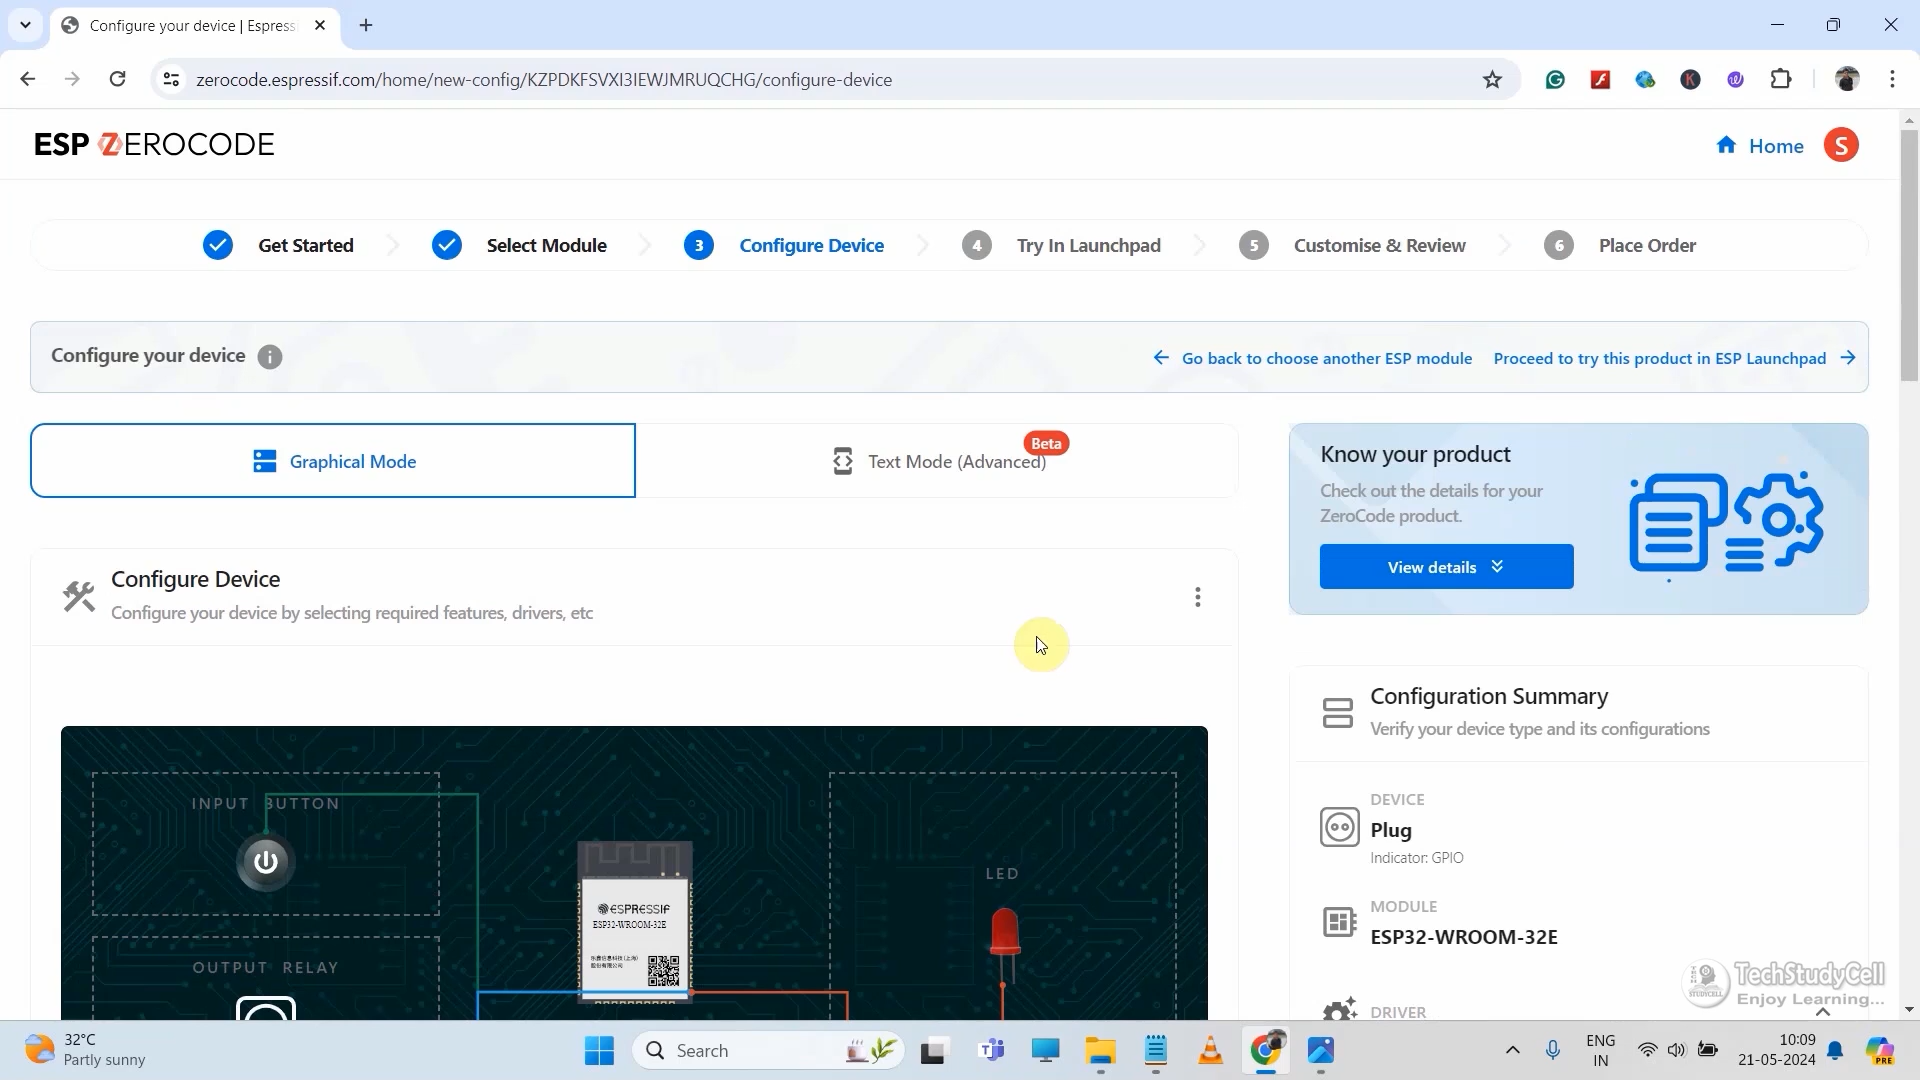 Configure your device | Espress
zerocode.espressif.com/home/new-config/KZPDKFSVXI3IEWJMRUQCHG/configure-device
ESP ZEROCODE
Home
S
Get Started
Select Module
3 Configure Device
4 Try In Launchpad
5 Customise & Review
6 Place Order
Configure your device
Go back to choose another ESP module
Proceed to try this product in ESP Launchpad
Graphical Mode
Text Mode (Advanced)
Beta
Know your product
Check out the details for your
ZeroCode product.
View details
Configure Device
Configure your device by selecting required features, drivers, etc
INPUT BUTTON
OUTPUT RELAY
ESPRESSIF
ESP32-WROOM-32E
LED
Configuration Summary
Verify your device type and its configurations
DEVICE
Plug
Indicator: GPIO
MODULE
ESP32-WROOM-32E
DRIVER
TechStudyCell
Enjoy Learning...
32°C
Partly sunny
Search
ENG
IN
10:09
21-05-2024
PRE